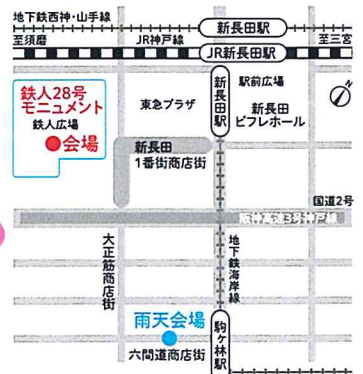 地下鉄西神・山手線
新長田駅
至須磨
JR神戸線
至三宮
JR新長田駅
鉄人28号
モニュメント
鉄人広場
会場
東急プラザ
新長田駅
駅前広場
新長田
ピフレホール
新長田
1番街商店街
国道2号
阪神高速3号神戸線
大正筋商店街
地下鉄海岸線
雨天会場
六間道商店街
駒ヶ林駅